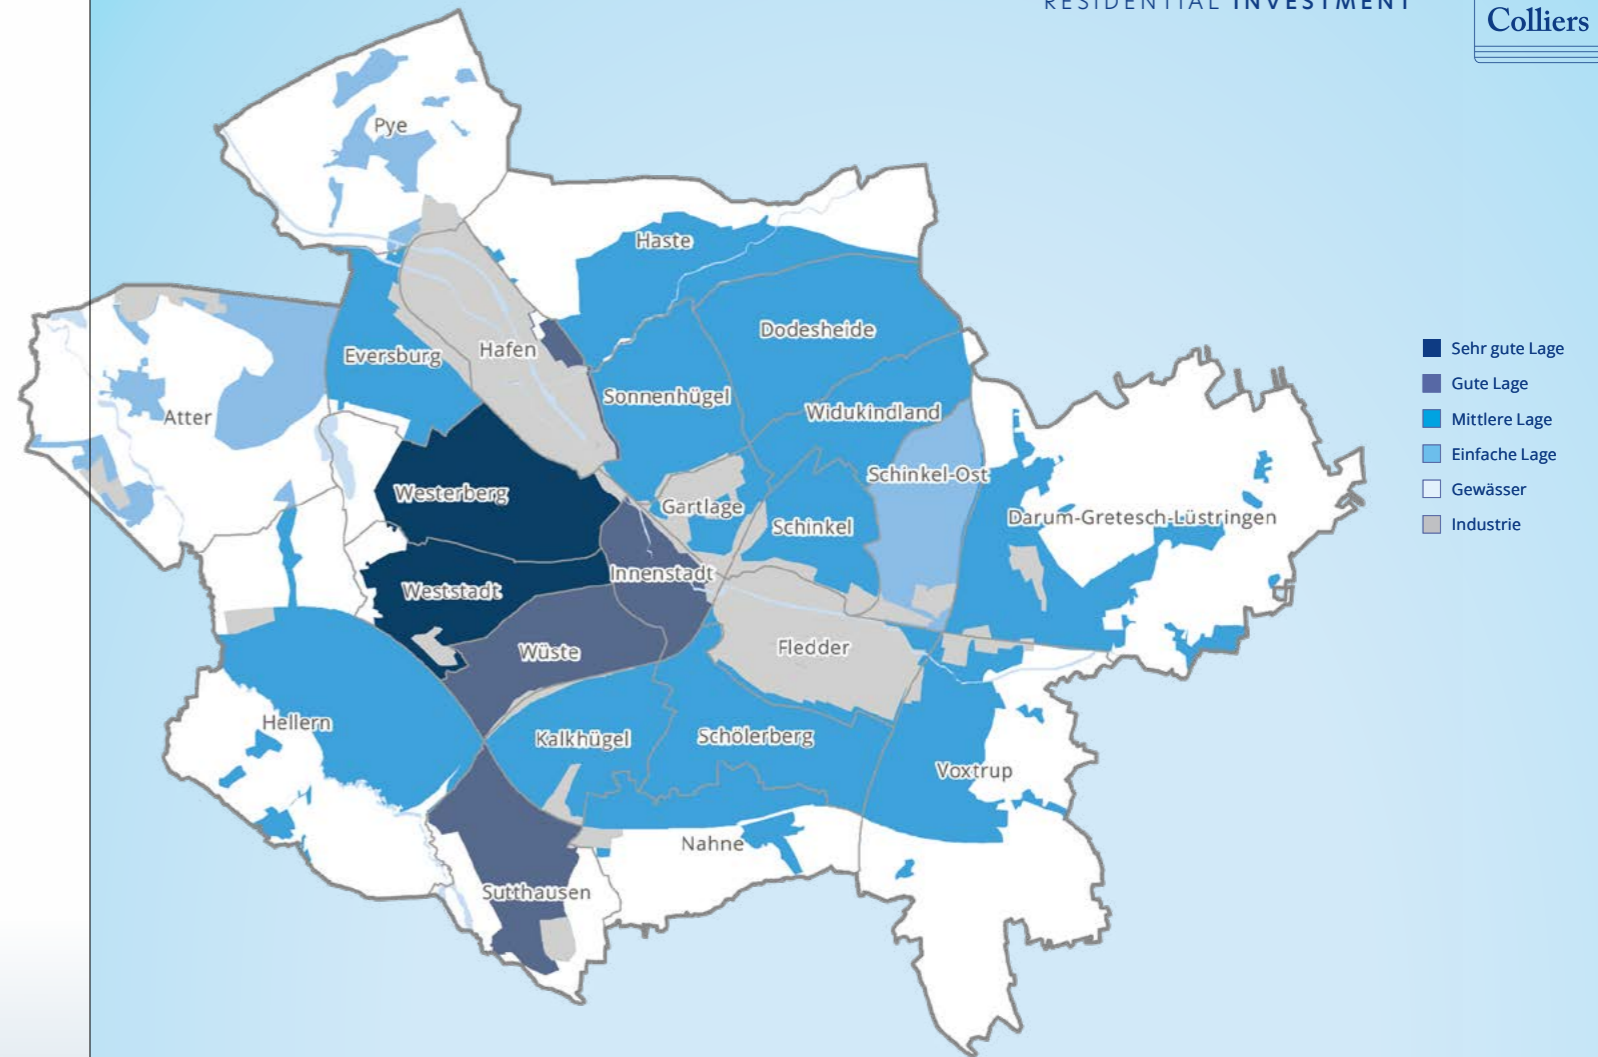 RESIDENTIAL INVESTMENT
Colliers
Pye
Haste
Dodesheide
Eversburg
Hafen
Sonnenhügel
Widukindland
Atter
Schinkel-Ost
Westerberg
Gartlage
Schinkel
Darum-Gretesch-Lüstringen
Innenstadt
Weststadt
Wüste
Fledder
Hellern
Kalkhügel
Schölerberg
Voxtrup
Nahne
Sutthausen
Sehr gute Lage
Gute Lage
Mittlere Lage
Einfache Lage
Gewässer
Industrie